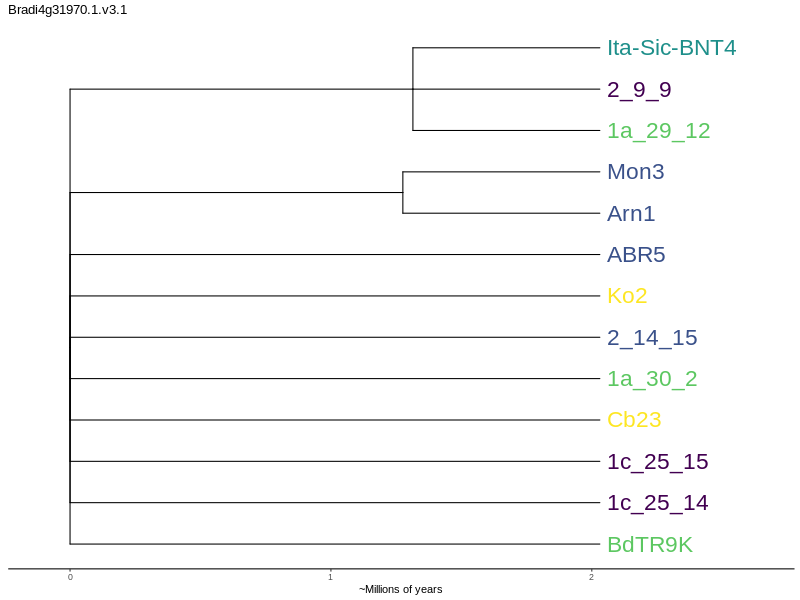 Bradi4g31970.1.v3.1
Ita-Sic-BNT4
2_9_9
1a_29_12
Mon3
Arn1
ABR5
Ko2
2_14_15
1a_30_2
Cb23
1c_25_15
1c_25_14
BdTR9K
0 1 2
~Millions of years